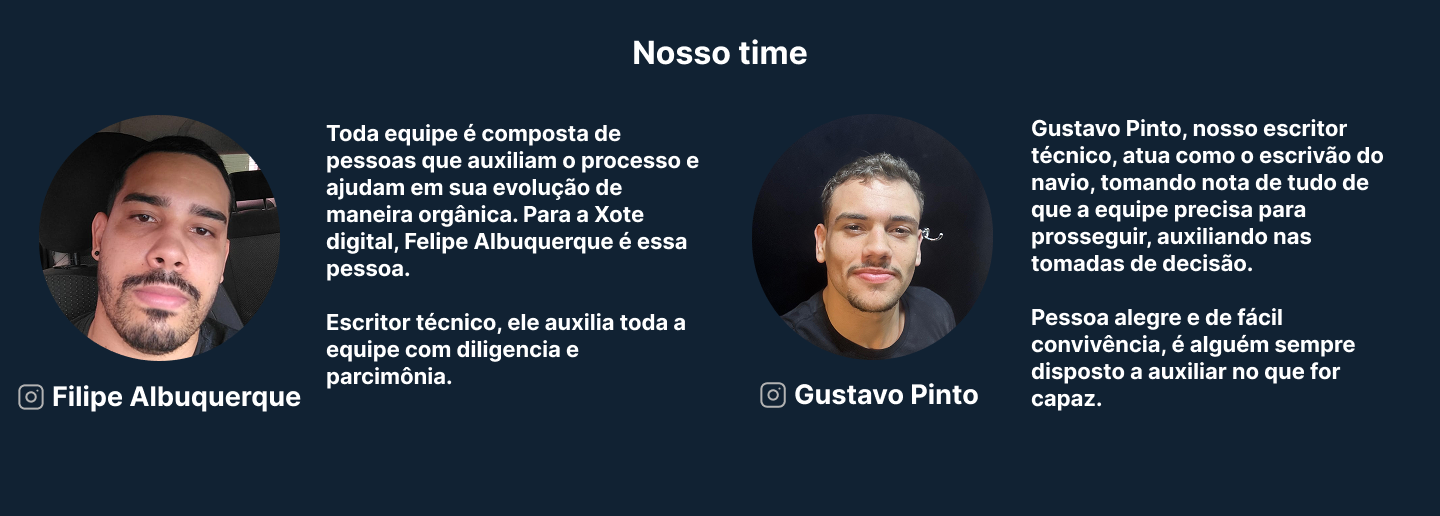 Nosso time
Toda equipe é composta de
pessoas que auxiliam o processo e
ajudam em sua evolução de
maneira orgânica. Para a Xote
digital, Felipe Albuquerque é essa
pessoa.
Escritor técnico, ele auxilia toda a
equipe com diligencia e
parcimônia.
Filipe Albuquerque
Gustavo Pinto, nosso escritor
técnico, atua como o escrivão do
navio, tomando nota de tudo de
que a equipe precisa para
prosseguir, auxiliando nas
tomadas de decisão.
Pessoa alegre e de fácil
convivência, é alguém sempre
disposto a auxiliar no que for
capaz.
Gustavo Pinto